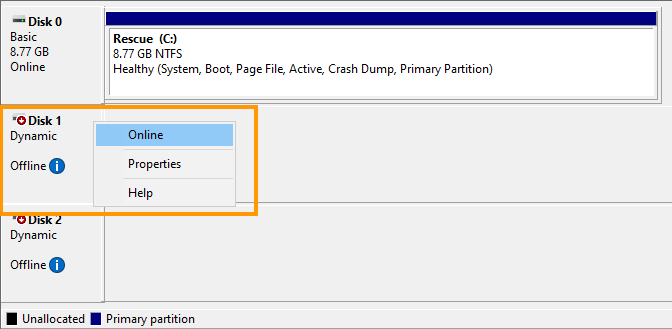 Disk 0
Basic
8.77 GB
Online
Rescue (C:)
8.77 GB NTFS
Healthy (System, Boot, Page File, Active, Crash Dump, Primary Partition)
Disk 1
Dynamic
Offline
Online
Properties
Help
Disk 2
Dynamic
Offline
Unallocated
Primary partition